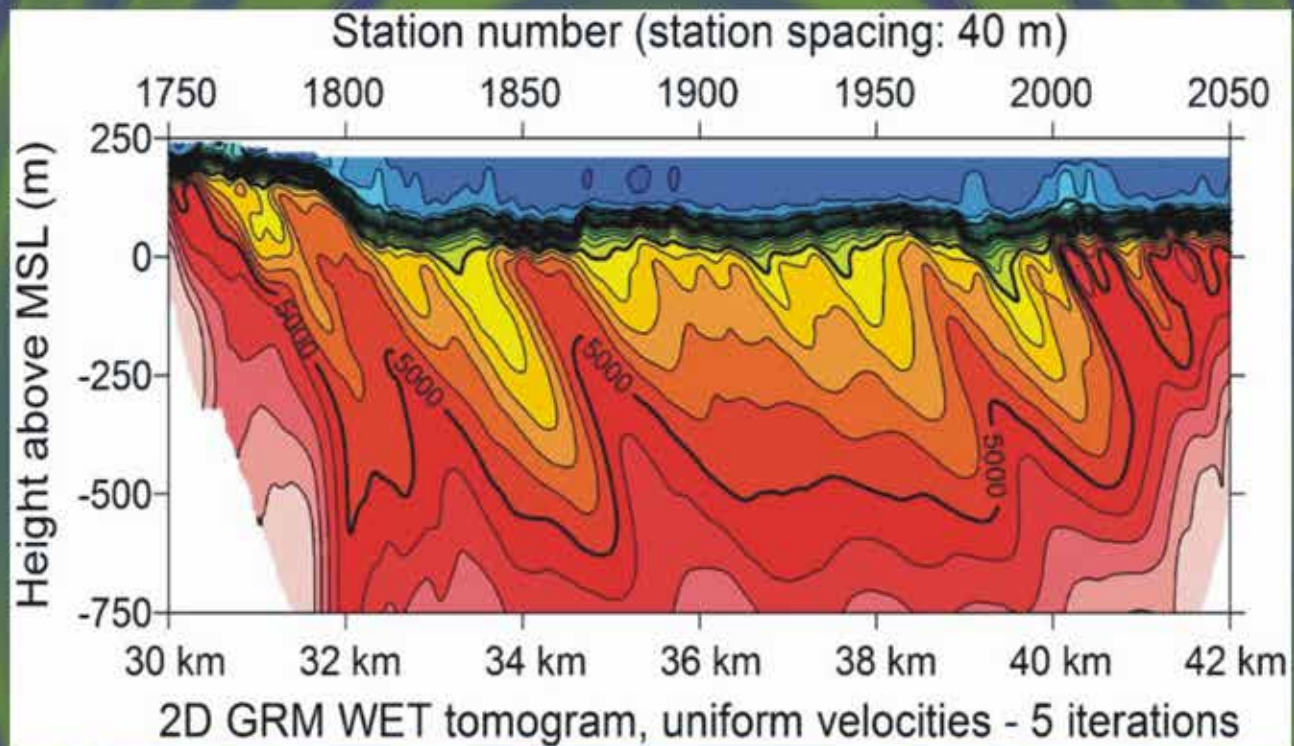 Station number (station spacing: 40 m)
1750 1800 1850 1900 1950 2000 2050
Height above MSL (m)
250
0
-250
-500
-750
5000
5000
5000
5000
30 km 32 km 34 km 36 km 38 km 40 km 42 km
2D GRM WET tomogram, uniform velocities - 5 iterations